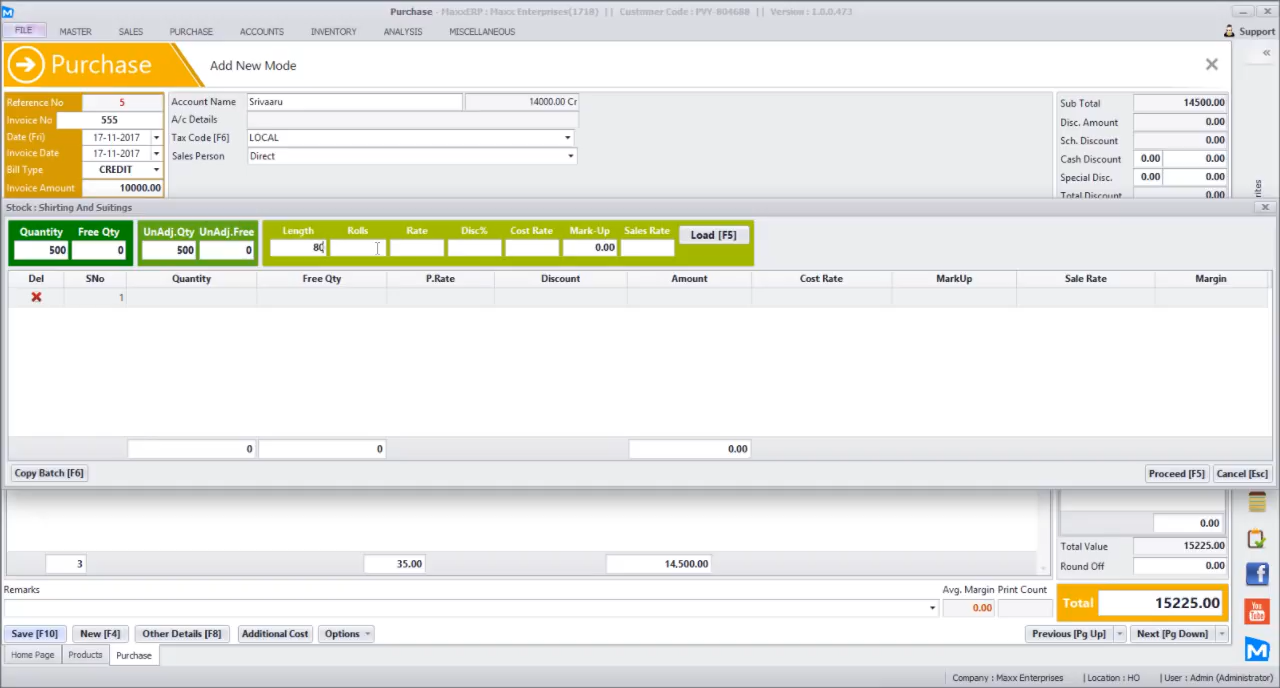 Purchase - MaxxERP : Maxx Enterprises(1718) || Customer Code : PVY-804688 || Version : 1.0.0.473
FILE MASTER SALES PURCHASE ACCOUNTS INVENTORY ANALYSIS MISCELLANEOUS Support
Purchase Add New Mode
Reference No 5 Account Name Srivaaru 14000.00 Cr Sub Total 14500.00
Invoice No 555 A/c Details Disc. Amount 0.00
Date (Fri) 17-11-2017 Tax Code [F6] LOCAL Sch. Discount 0.00
Invoice Date 17-11-2017 Sales Person Direct Cash Discount 0.00 0.00
Bill Type CREDIT Special Disc. 0.00 0.00
Invoice Amount 10000.00 Total Discount 0.00
rites
Stock : Shirting And Suitings
Quantity Free Qty UnAdj.Qty UnAdj.Free Length Rolls Rate Disc% Cost Rate Mark-Up Sales Rate Load [F5]
500 0 500 0 80 0.00
Del SNo Quantity Free Qty P.Rate Discount Amount Cost Rate MarkUp Sale Rate Margin
1
0 0 0.00
Copy Batch [F6] Proceed [F5] Cancel [Esc]
0.00
Total Value 15225.00
3 35.00 14,500.00 Round Off 0.00
Remarks Avg. Margin Print Count
0.00 Total 15225.00
Save [F10] New [F4] Other Details [F8] Additional Cost Options Previous [Pg Up] Next [Pg Down]
Home Page Products Purchase
Company : Maxx Enterprises | Location : HO | User : Admin (Administrator)
You
Tube